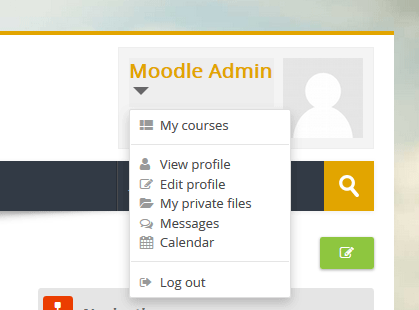 Moodle Admin
My courses
View profile
Edit profile
My private files
Messages
Calendar
Log out